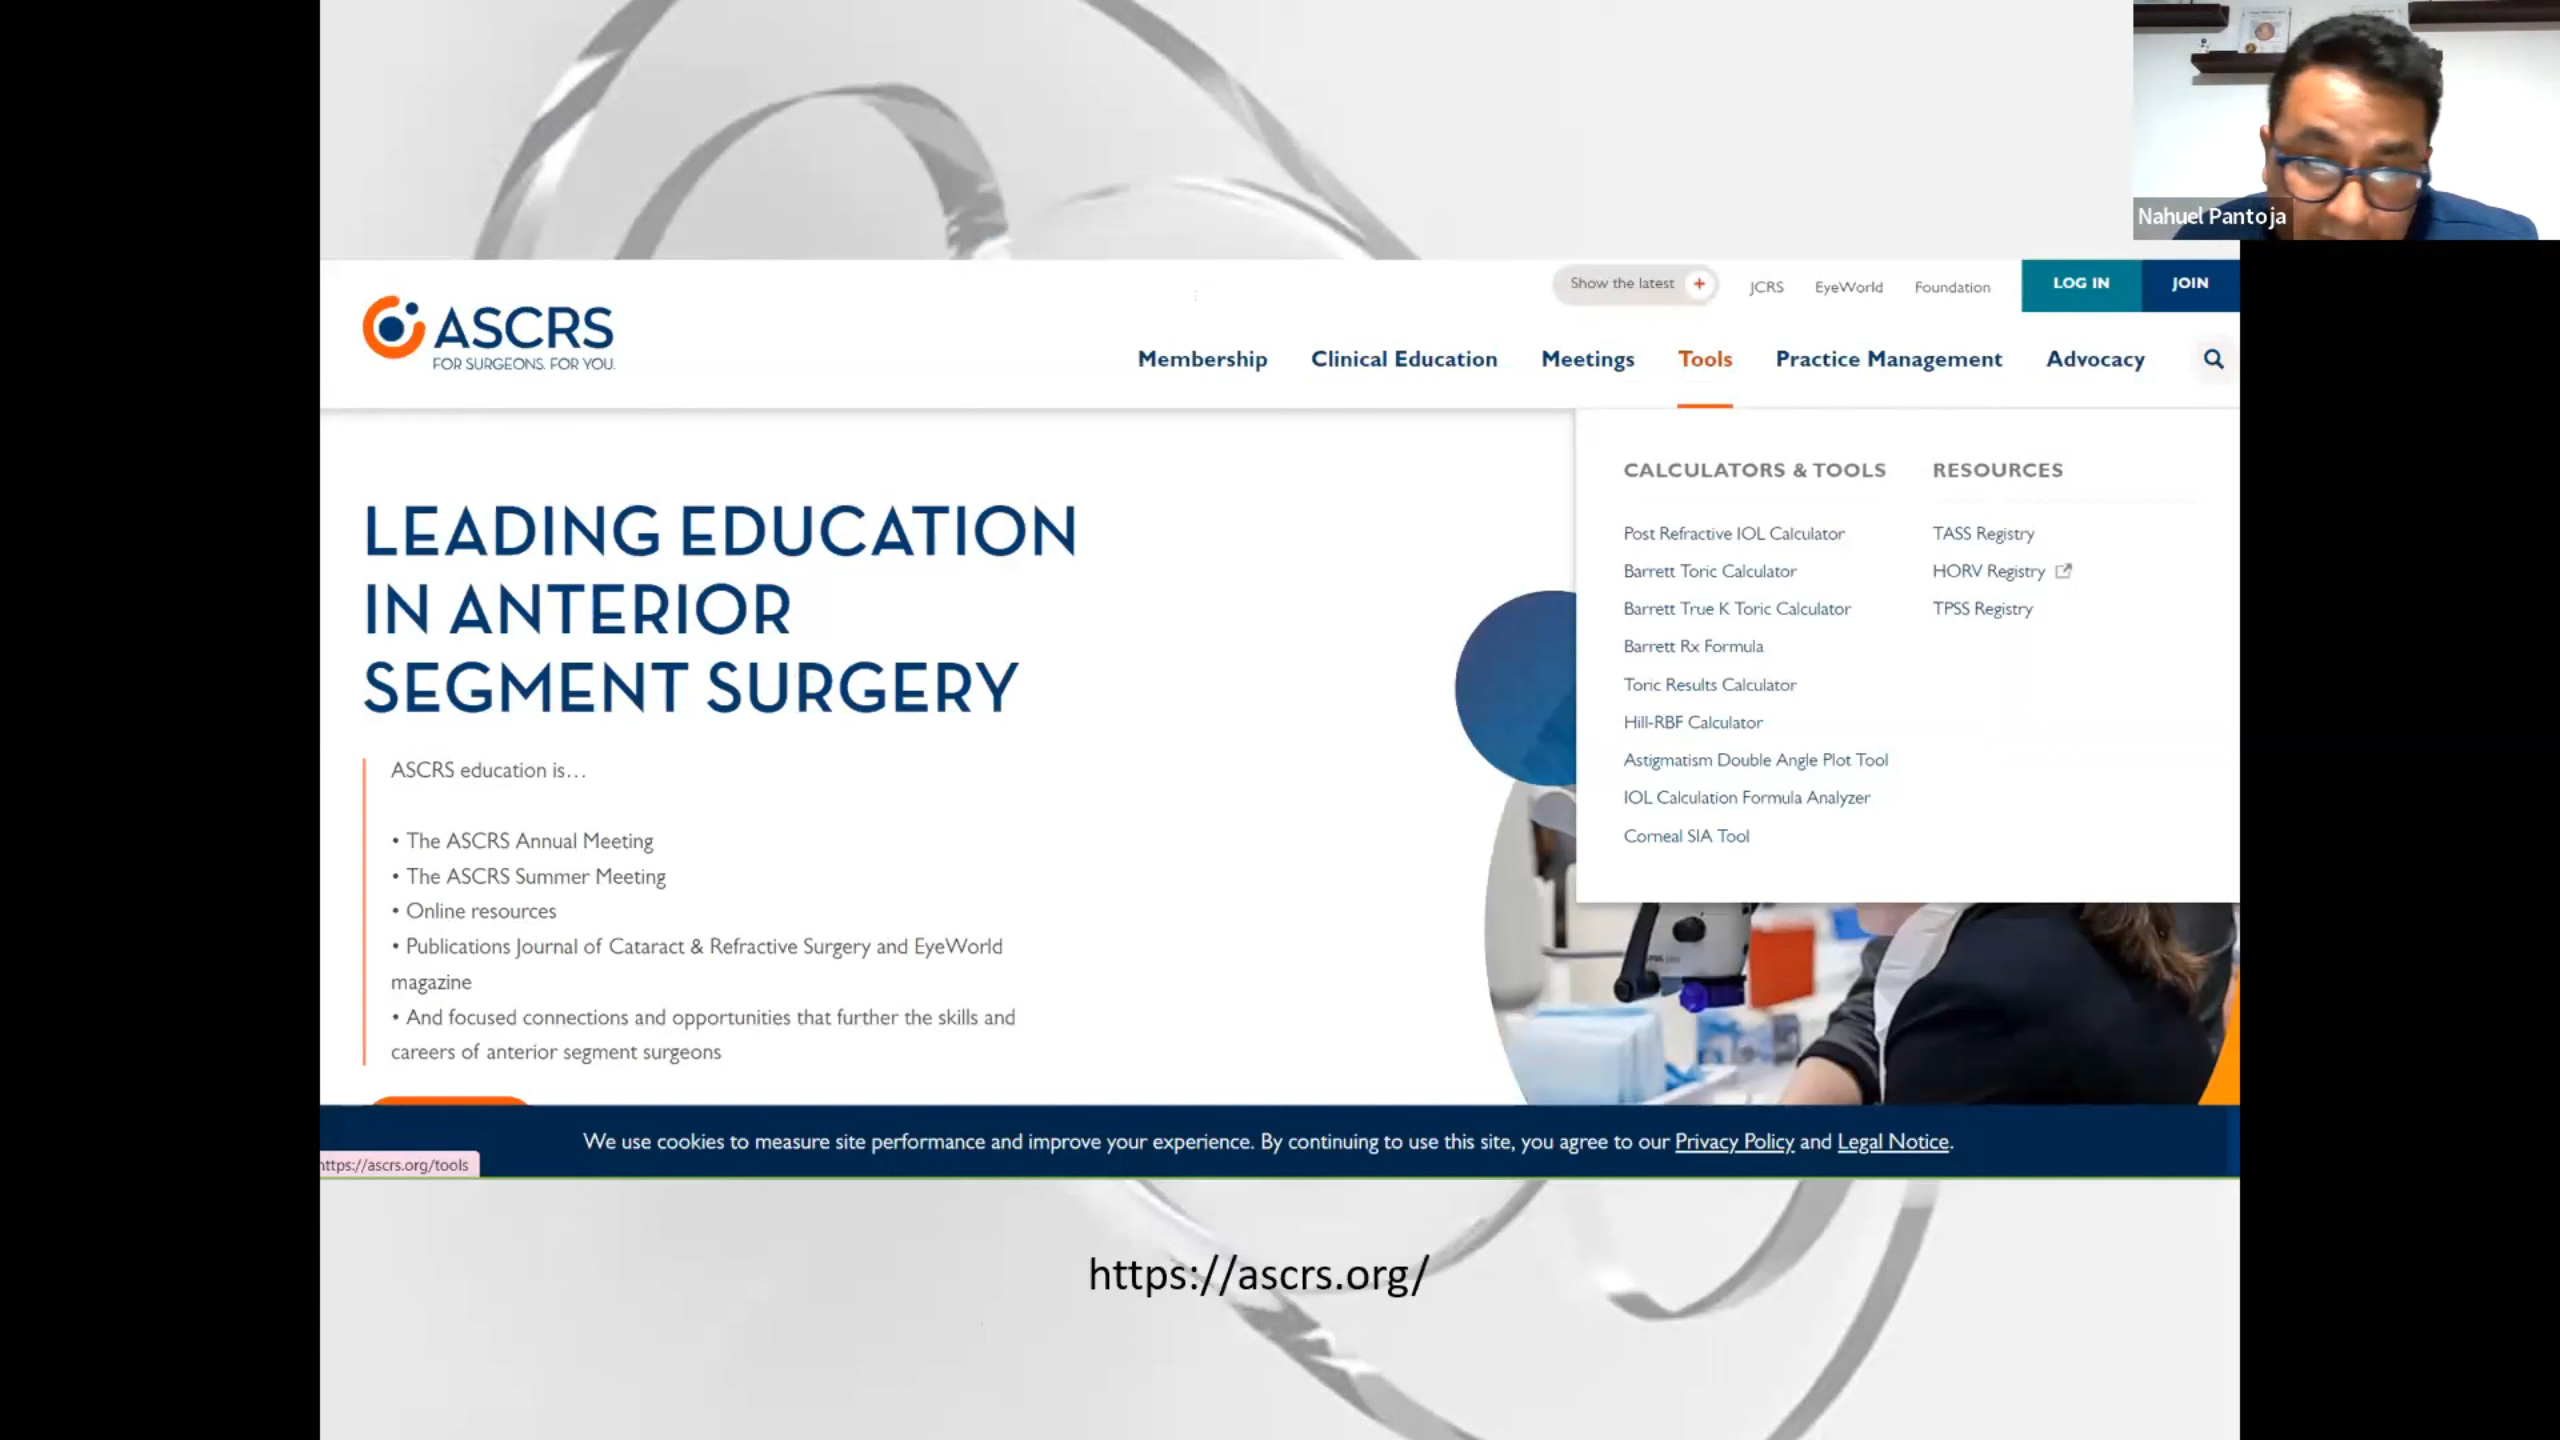 Nahuel Pantoja
Show the latest +
JCRS
EyeWorld
Foundation
LOG IN
JOIN
ASCRS
FOR SURGEONS. FOR YOU.
Membership
Clinical Education
Meetings
Tools
Practice Management
Advocacy
CALCULATORS & TOOLS
Post Refractive IOL Calculator
Barrett Toric Calculator
Barrett True K Toric Calculator
Barrett Rx Formula
Toric Results Calculator
Hill-RBF Calculator
Astigmatism Double Angle Plot Tool
IOL Calculation Formula Analyzer
Corneal SIA Tool
RESOURCES
TASS Registry
HORV Registry
TPSS Registry
LEADING EDUCATION
IN ANTERIOR
SEGMENT SURGERY
ASCRS education is…
• The ASCRS Annual Meeting
• The ASCRS Summer Meeting
• Online resources
• Publications Journal of Cataract & Refractive Surgery and EyeWorld
magazine
• And focused connections and opportunities that further the skills and
careers of anterior segment surgeons
We use cookies to measure site performance and improve your experience. By continuing to use this site, you agree to our Privacy Policy and Legal Notice.
https://ascrs.org/tools
https://ascrs.org/